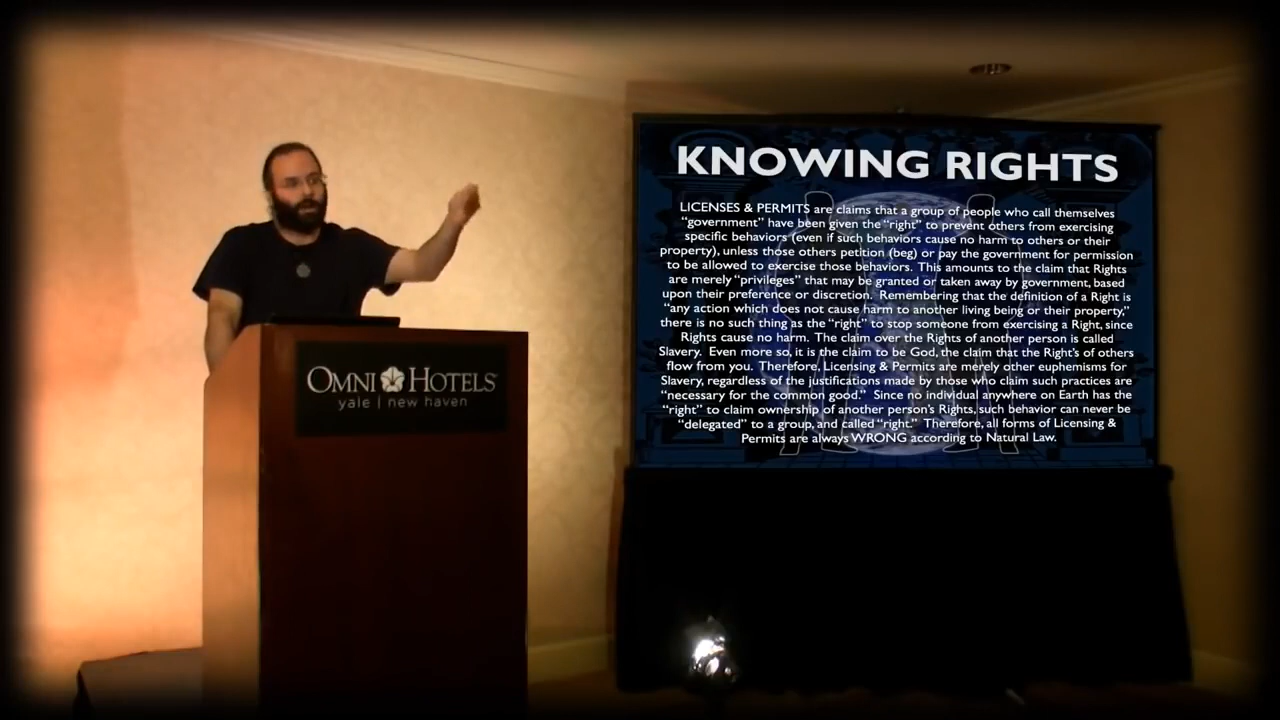 KNOWING RIGHTS
LICENSES & PERMITS are claims that a group of people who call themselves
“government” have been given the “right” to prevent others from exercising
specific behaviors (even if such behaviors cause no harm to others or their
property), unless those others petition (beg) or pay the government for permission
to be allowed to exercise those behaviors. This amounts to the claim that Rights
are merely “privileges” that may be granted or taken away by government, based
upon their preference or discretion. Remembering that the definition of a Right is
“any action which does not cause harm to another living being or their property,”
there is no such thing as the “right” to stop someone from exercising a Right, since
Rights cause no harm. The claim over the Rights of another person is called
Slavery. Even more so, it is the claim to be God, the claim that the Right's of others
flow from you. Therefore, Licensing & Permits are merely other euphemisms for
Slavery, regardless of the justifications made by those who claim such practices are
“necessary for the common good.” Since no individual anywhere on Earth has the
“right” to claim ownership of another person's Rights, such behavior can never be
“delegated” to a group, and called “right.” Therefore, all forms of Licensing &
Permits are always WRONG according to Natural Law.
OMNI HOTELS
yale | new haven